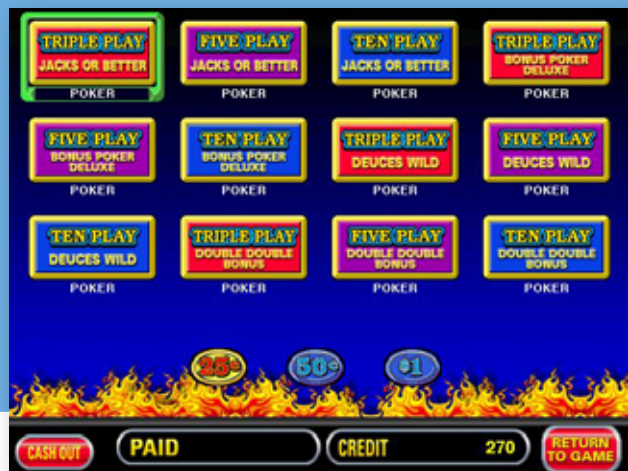 TRIPLE PLAY
JACKS OR BETTER
POKER
FIVE PLAY
JACKS OR BETTER
POKER
TEN PLAY
JACKS OR BETTER
POKER
TRIPLE PLAY
BONUS POKER
DELUXE
POKER
FIVE PLAY
BONUS POKER
DELUXE
POKER
TEN PLAY
BONUS POKER
DELUXE
POKER
TRIPLE PLAY
DEUCES WILD
POKER
FIVE PLAY
DEUCES WILD
POKER
TEN PLAY
DEUCES WILD
POKER
TRIPLE PLAY
DOUBLE DOUBLE
BONUS
POKER
FIVE PLAY
DOUBLE DOUBLE
BONUS
POKER
TEN PLAY
DOUBLE DOUBLE
BONUS
POKER
25¢ 50¢ $1
CASH OUT PAID CREDIT 270
RETURN
TO GAME